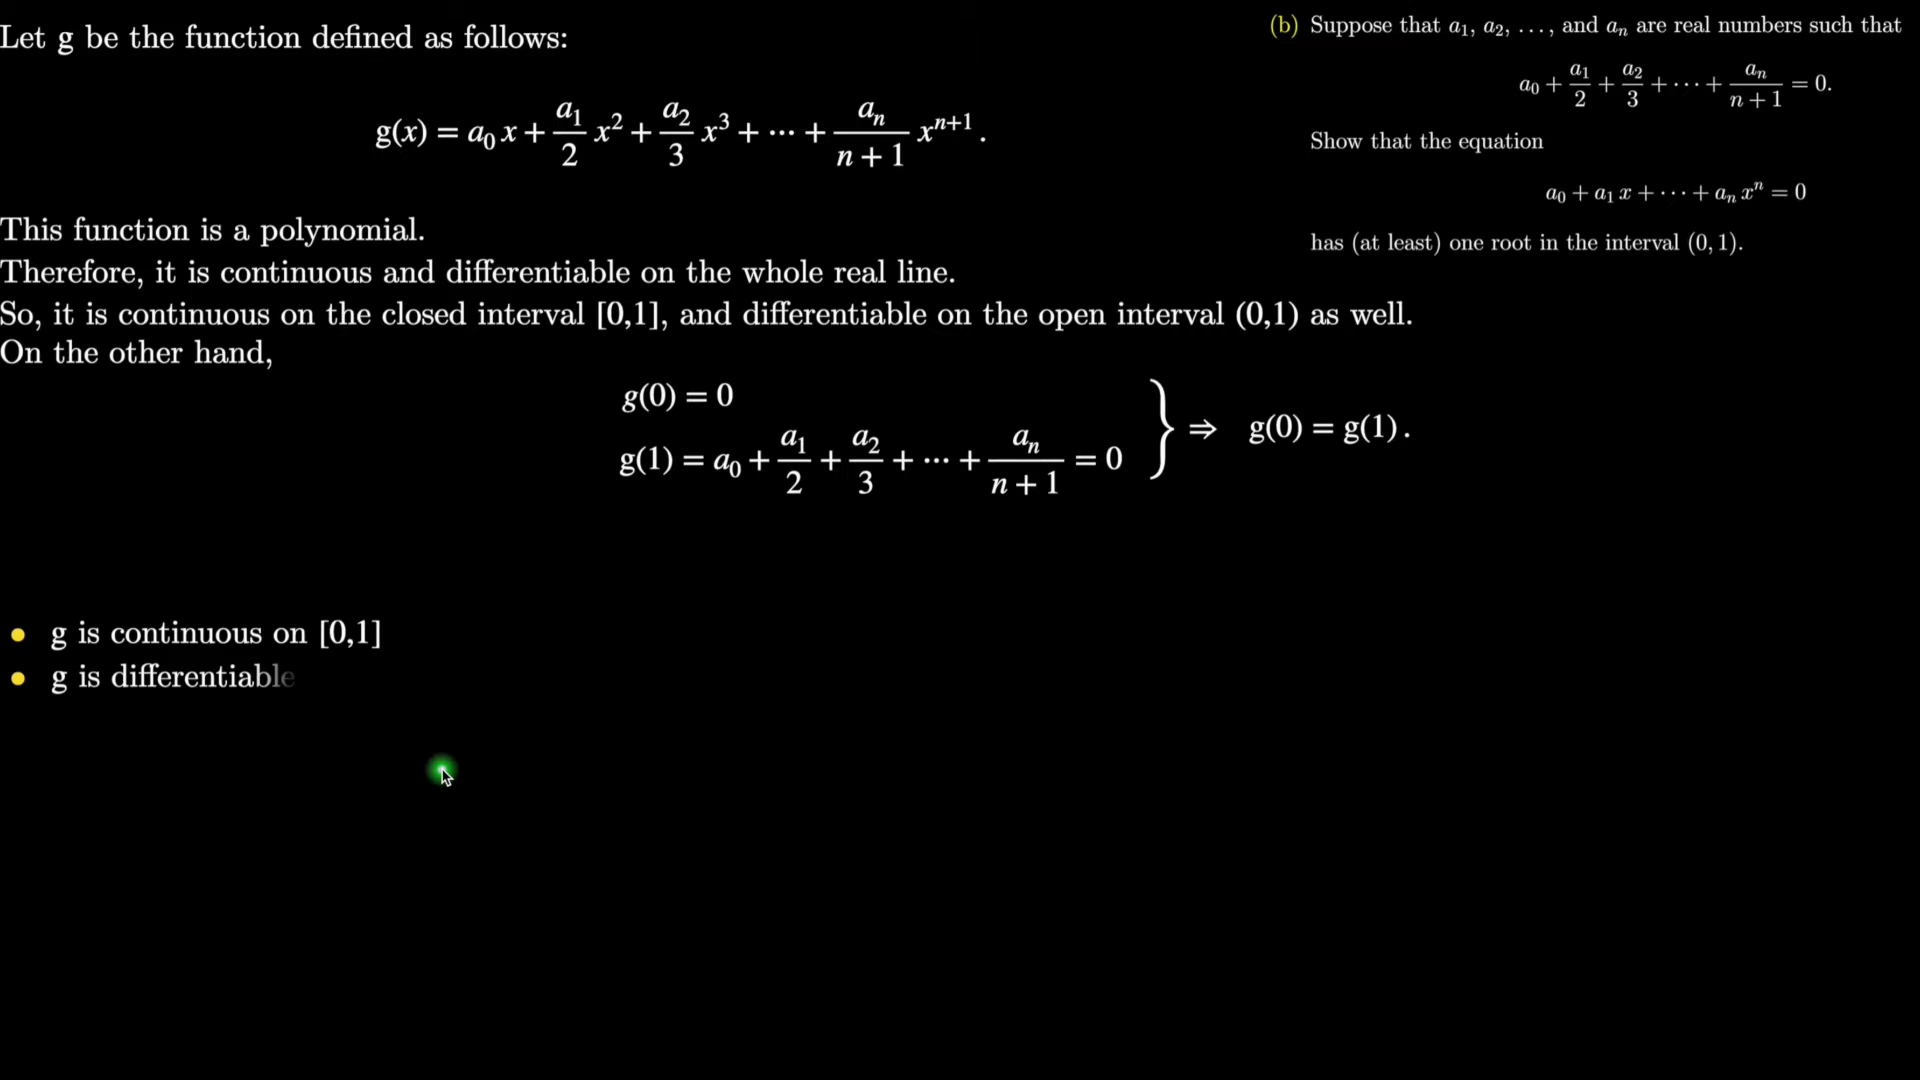 Let g be the function defined as follows:
g(x) = a₀ x + a₁/2 x² + a₂/3 x³ + ⋯ + aₙ/(n + 1) xⁿ⁺¹ .
This function is a polynomial.
Therefore, it is continuous and differentiable on the whole real line.
So, it is continuous on the closed interval [0,1], and differentiable on the open interval (0,1) as well.
On the other hand,
g(0) = 0
g(1) = a₀ + a₁/2 + a₂/3 + ⋯ + aₙ/(n + 1) = 0
} ⇒ g(0) = g(1) .
• g is continuous on [0,1]
• g is differentiable
(b) Suppose that a₁, a₂, . . . , and aₙ are real numbers such that
a₀ + a₁/2 + a₂/3 + · · · + aₙ/(n + 1) = 0.
Show that the equation
a₀ + a₁ x + · · · + aₙ xⁿ = 0
has (at least) one root in the interval (0, 1).